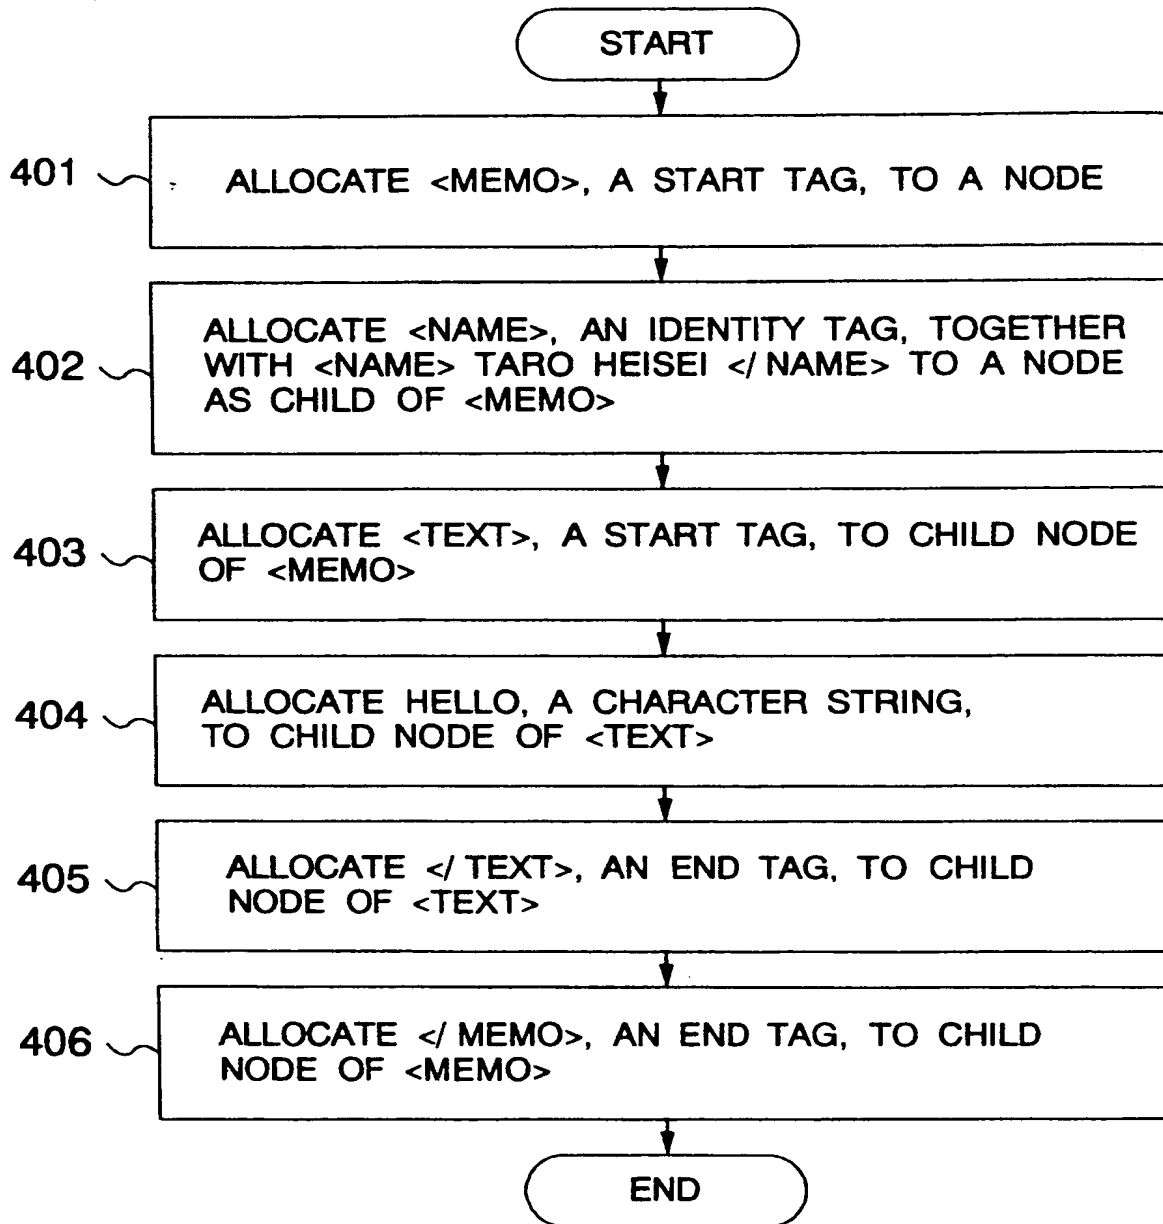 START
401
ALLOCATE <MEMO>, A START TAG, TO A NODE
402
ALLOCATE <NAME>, AN IDENTITY TAG, TOGETHER
WITH <NAME> TARO HEISEI </ NAME> TO A NODE
AS CHILD OF <MEMO>
403
ALLOCATE <TEXT>, A START TAG, TO CHILD NODE
OF <MEMO>
404
ALLOCATE HELLO, A CHARACTER STRING,
TO CHILD NODE OF <TEXT>
405
ALLOCATE </ TEXT>, AN END TAG, TO CHILD
NODE OF <TEXT>
406
ALLOCATE </ MEMO>, AN END TAG, TO CHILD
NODE OF <MEMO>
END